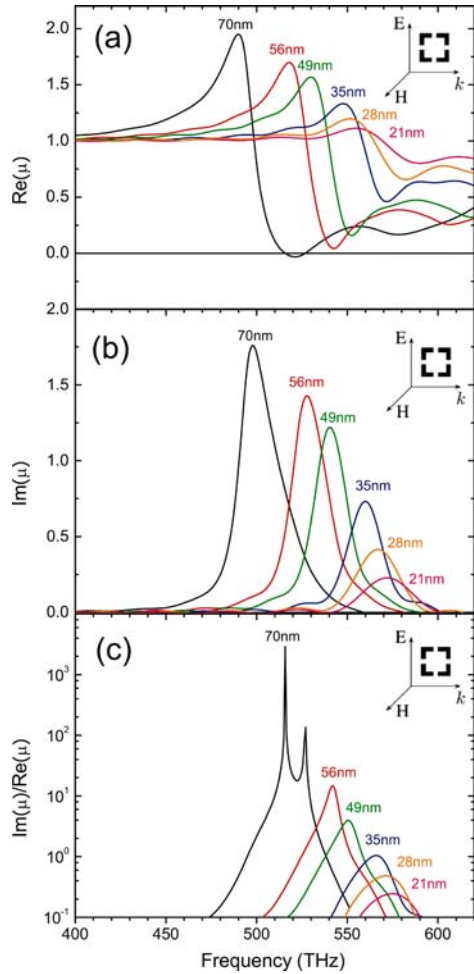 (a)
70nm
56nm
49nm
35nm
28nm
21nm
E
H
k
2.0
1.5
1.0
0.5
0.0
Re(μ)
(b)
70nm
56nm
49nm
35nm
28nm
21nm
E
H
k
2.0
1.5
1.0
0.5
0.0
Im(μ)
(c)
70nm
56nm
49nm
35nm
28nm
21nm
E
H
k
10³
10²
10¹
10⁰
10⁻¹
Im(μ)/Re(μ)
400 450 500 550 600
Frequency (THz)